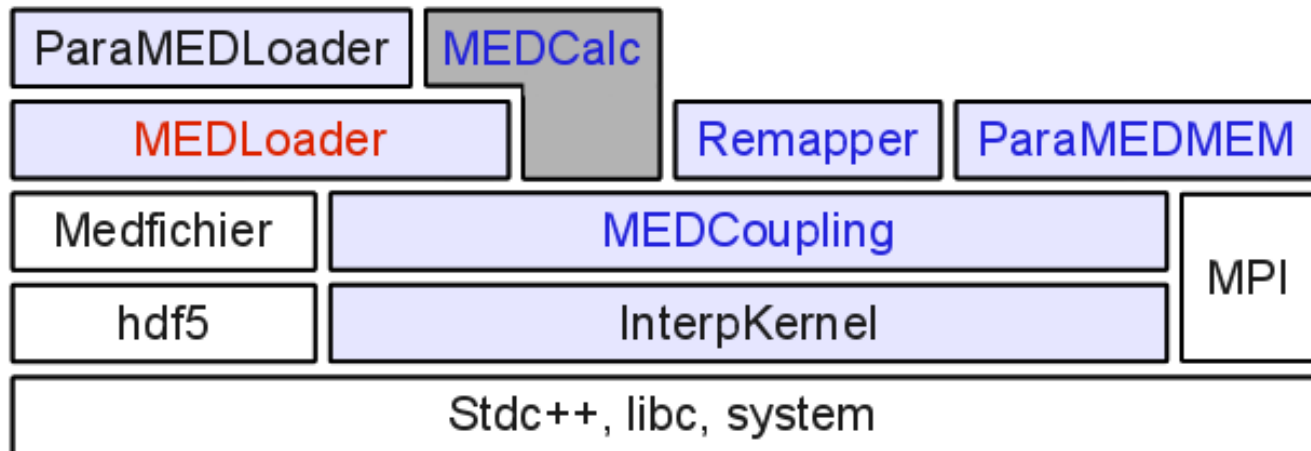 ParaMEDLoader
MEDCalc
MEDLoader
Remapper
ParaMEDMEM
Medfichier
MEDCoupling
MPI
hdf5
InterpKernel
Stdc++, libc, system